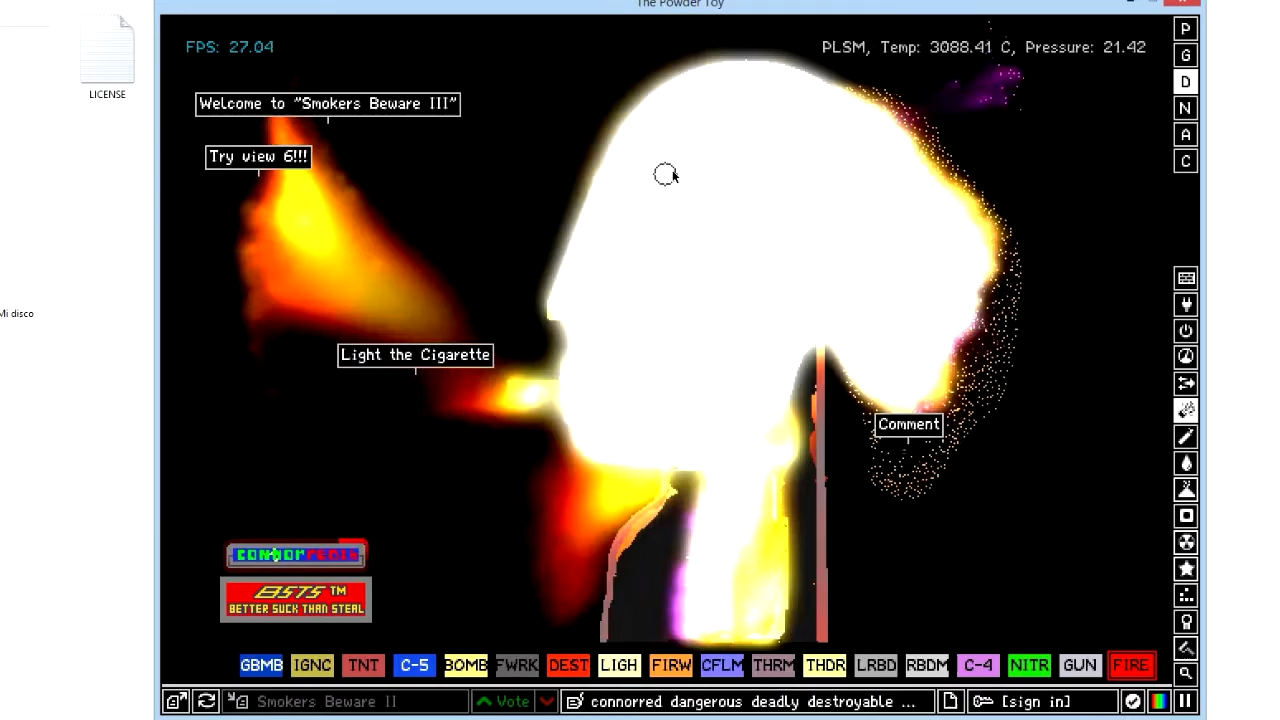 The Powder Toy
LICENSE
FPS: 27.04
PLSM, Temp: 3088.41 C, Pressure: 21.42
P
G
D
N
A
C
Welcome to "Smokers Beware III"
Try view 6!!!
Mi disco
Light the Cigarette
Comment
BSTS™
BETTER SUCK THAN STEAL
GBMB IGNC TNT C-5 BOMB FWRK DEST LIGH FIRW CFLM THRM THDR LRBD RBDM C-4 NITR GUN FIRE
Smokers Beware II Vote connorred dangerous deadly destroyable ... [sign in]